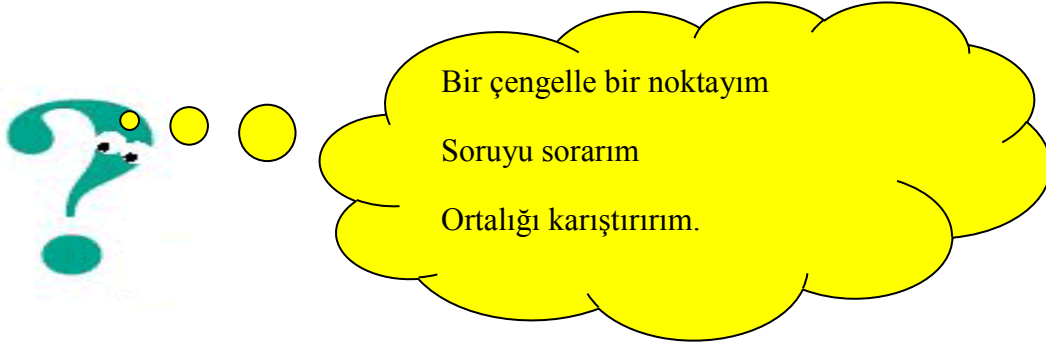 Bir çengelle bir noktayım
Soruyu sorarım
Ortalığı karıştırırım.